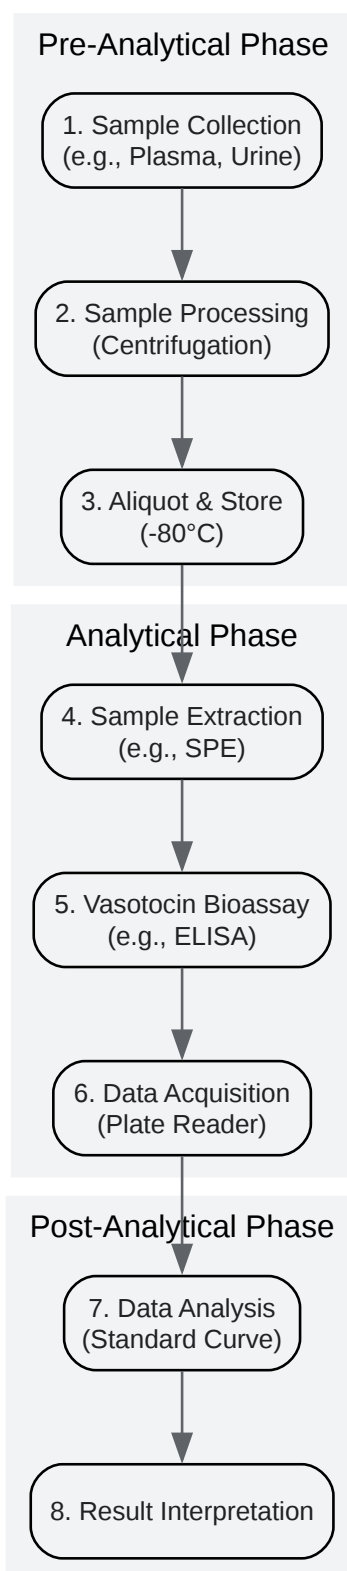 Pre-Analytical Phase
1. Sample Collection
(e.g., Plasma, Urine)
2. Sample Processing
(Centrifugation)
3. Aliquot & Store
(-80°C)
Analytical Phase
4. Sample Extraction
(e.g., SPE)
5. Vasotocin Bioassay
(e.g., ELISA)
6. Data Acquisition
(Plate Reader)
Post-Analytical Phase
7. Data Analysis
(Standard Curve)
8. Result Interpretation